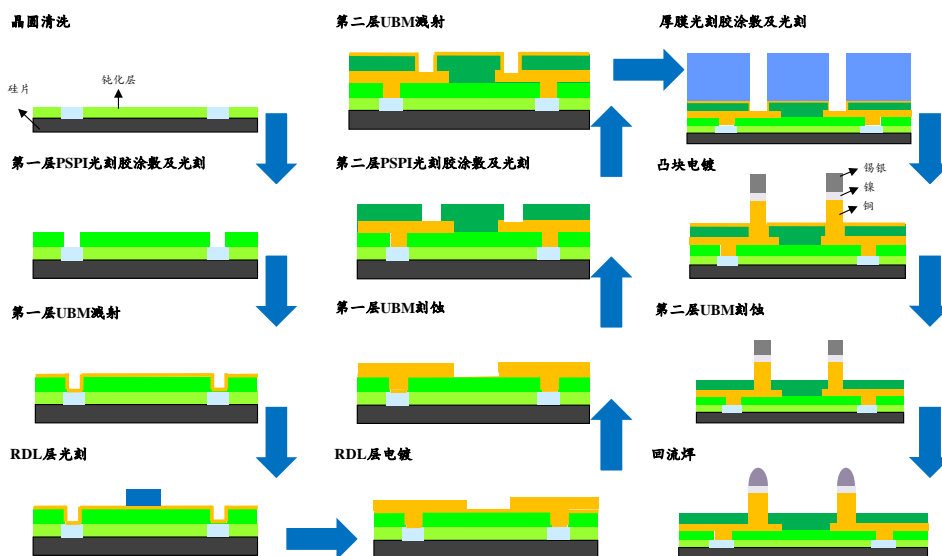 晶圆清洗
硅片
钝化层
第一层PSPI光刻胶涂敷及光刻
第一层UBM溅射
RDL层光刻
RDL层电镀
第一层UBM刻蚀
第二层PSPI光刻胶涂敷及光刻
第二层UBM溅射
厚膜光刻胶涂敷及光刻
凸块电镀
锡银
镍
铜
第二层UBM刻蚀
回流焊